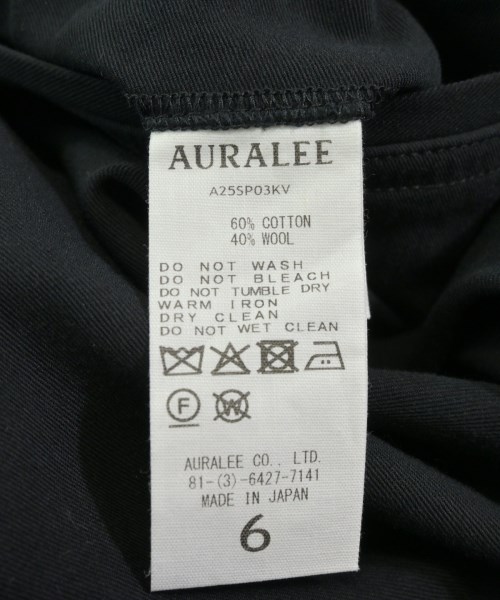 AURALEE
A25SP03KV
60% COTTON
40% WOOL
DO NOT WASH
DO NOT BLEACH
DO NOT TUMBLE DRY
WARM IRON
DRY CLEAN
DO NOT WET CLEAN
F W
AURALEE CO., LTD.
81-(3)-6427-7141
MADE IN JAPAN
6